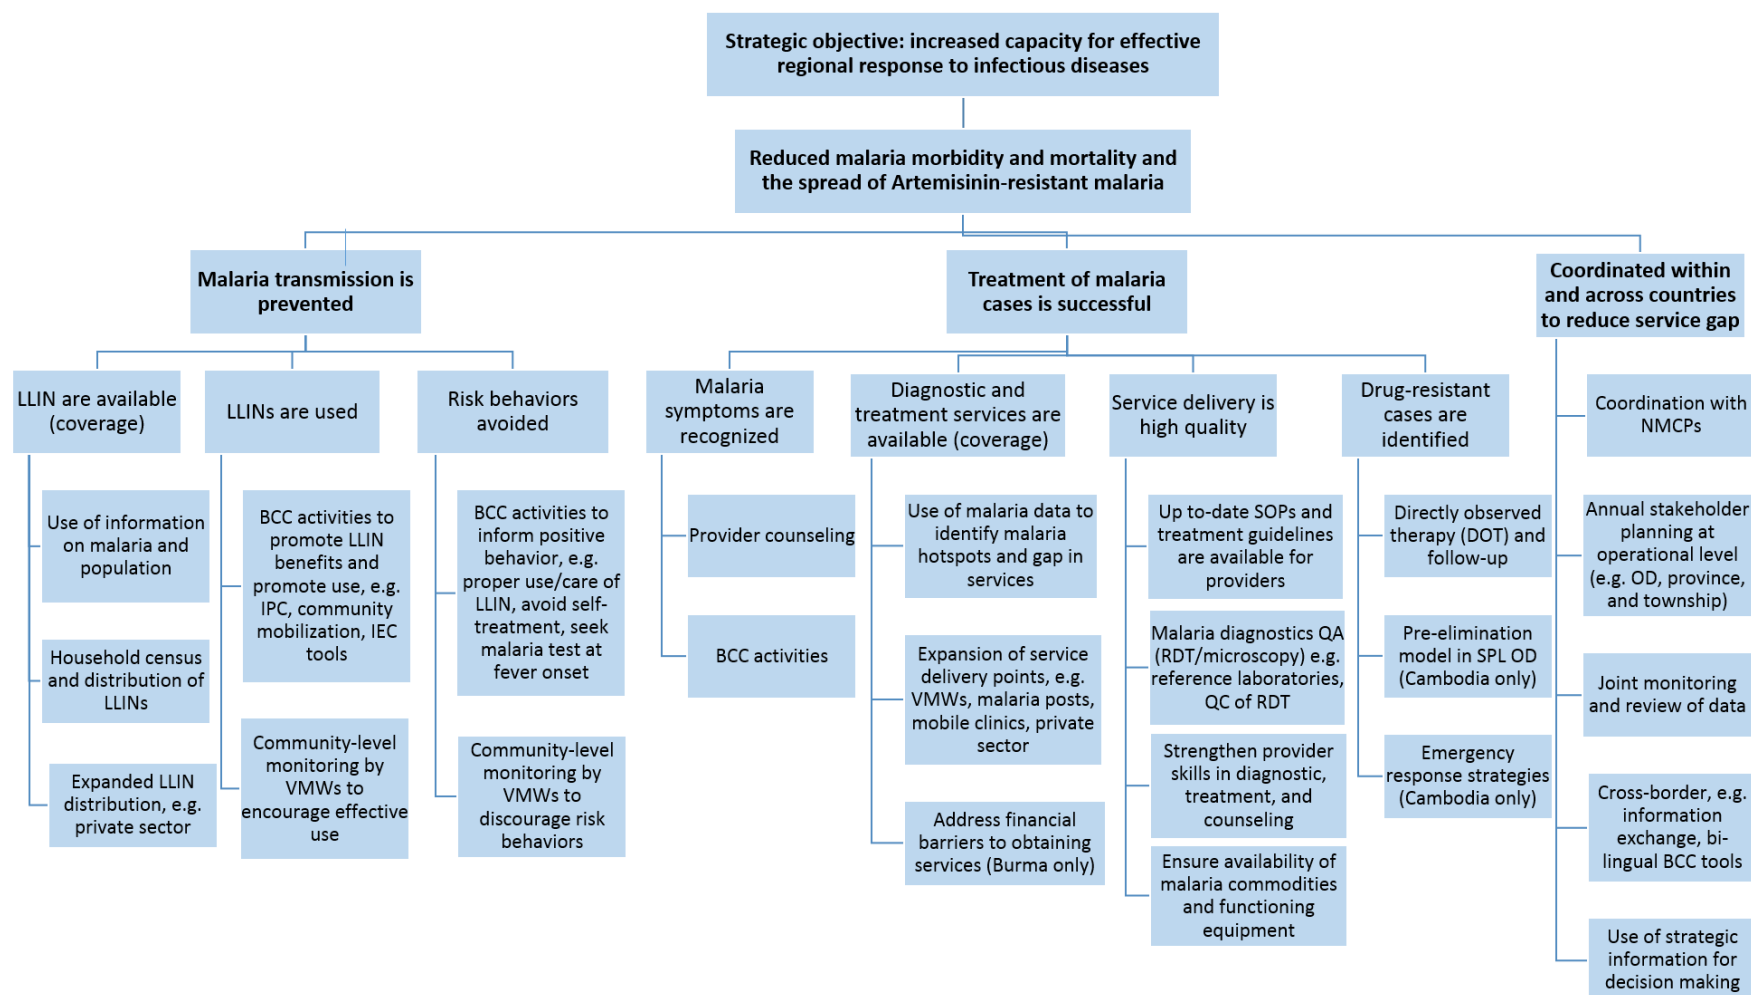 Strategic objective: increased capacity for effective
regional response to infectious diseases
Reduced malaria morbidity and mortality and
the spread of Artemisinin-resistant malaria
Malaria transmission is
prevented
Treatment of malaria
cases is successful
Coordinated within
and across countries
to reduce service gap
LLIN are available
(coverage)
LLINs are used
Risk behaviors
avoided
Malaria
symptoms are
recognized
Diagnostic and
treatment services are
available (coverage)
Service delivery is
high quality
Drug-resistant
cases are
identified
Use of information
on malaria and
population
Household census
and distribution of
LLINs
Expanded LLIN
distribution, e.g.
private sector
BCC activities to
promote LLIN
benefits and
promote use, e.g.
IPC, community
mobilization, IEC
tools
Community-level
monitoring by
VMWs to
encourage effective
use
BCC activities to
inform positive
behavior, e.g.
proper use/care of
LLIN, avoid self-
treatment, seek
malaria test at
fever onset
Community-level
monitoring by
VMWs to
discourage risk
behaviors
Provider counseling
BCC activities
Use of malaria data to
identify malaria
hotspots and gap in
services
Expansion of service
delivery points, e.g.
VMWs, malaria posts,
mobile clinics, private
sector
Address financial
barriers to obtaining
services (Burma only)
Up to-date SOPs and
treatment guidelines
are available for
providers
Malaria diagnostics QA
(RDT/microscopy) e.g.
reference laboratories,
QC of RDT
Strengthen provider
skills in diagnostic,
treatment, and
counseling
Ensure availability of
malaria commodities
and functioning
equipment
Directly observed
therapy (DOT) and
follow-up
Pre-elimination
model in SPL OD
(Cambodia only)
Emergency
response strategies
(Cambodia only)
Coordination with
NMCPs
Annual stakeholder
planning at
operational level
(e.g. OD, province,
and township)
Joint monitoring
and review of data
Cross-border, e.g.
information
exchange, bi-
lingual BCC tools
Use of strategic
information for
decision making